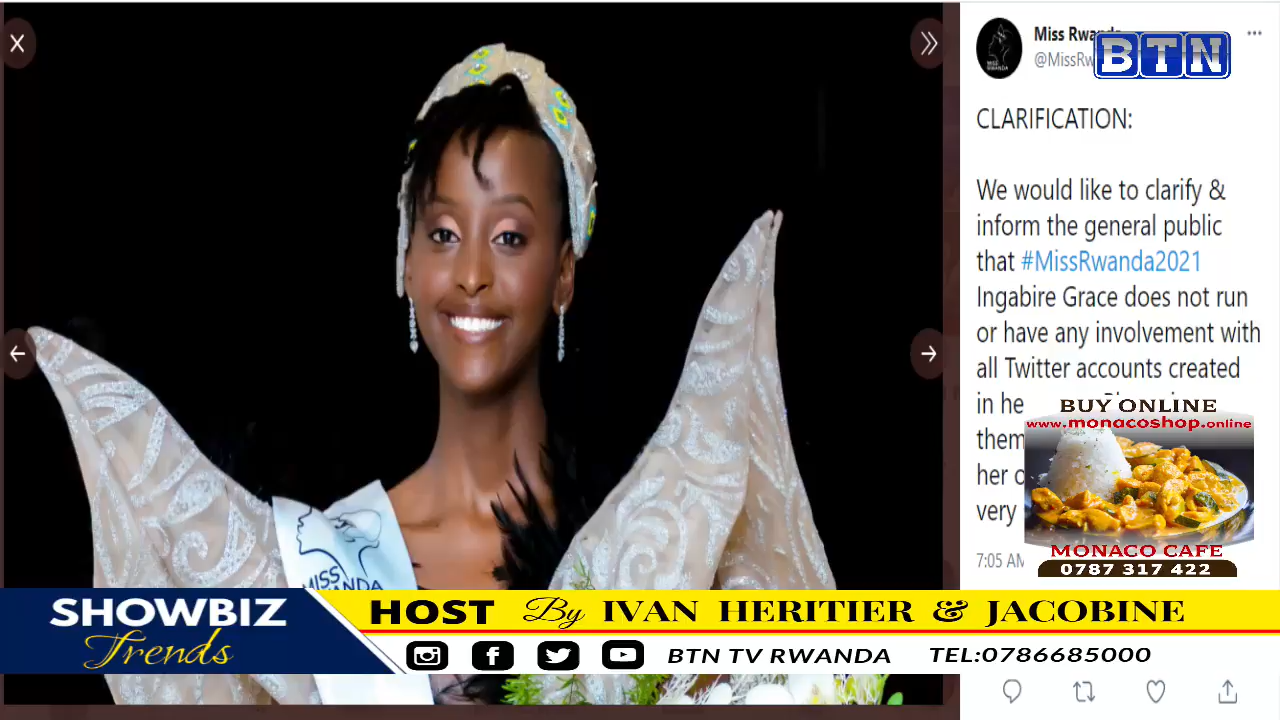 Miss Rwanda
@MissRw
BTN
CLARIFICATION:
We would like to clarify &
inform the general public
that #MissRwanda2021
Ingabire Grace does not run
or have any involvement with
all Twitter accounts created
in he
them
her o
very
7:05 AM
BUY ONLINE
www.monacoshop.online
MONACO CAFE
0787 317 422
MISS
RWANDA
SHOWBIZ
Trends
HOST By IVAN HERITIER & JACOBINE
BTN TV RWANDA TEL:0786685000